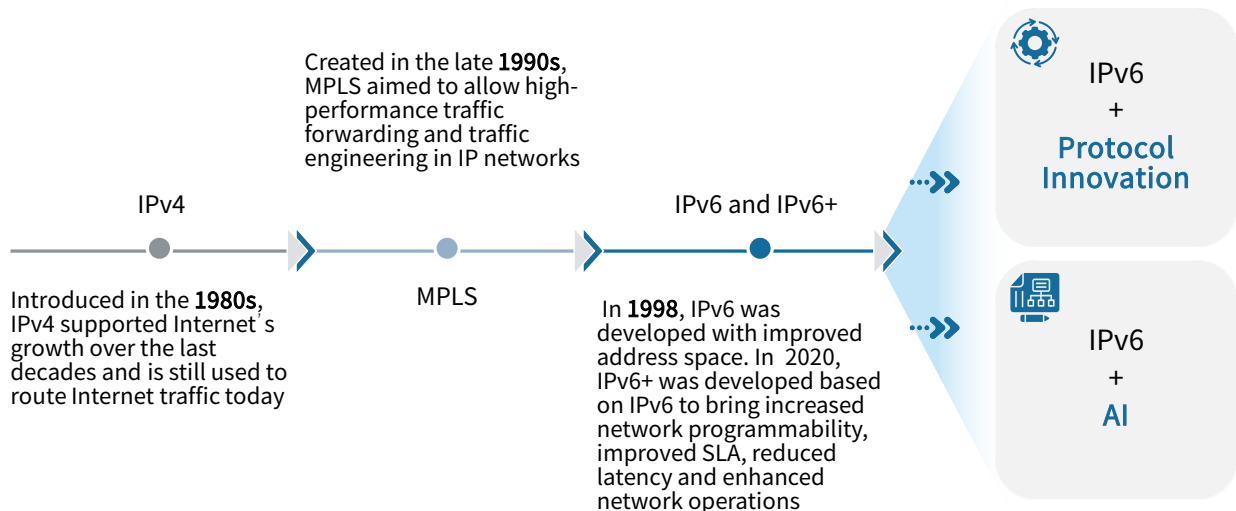 IPv4
Introduced in the 1980s,
IPv4 supported Internet's
growth over the last
decades and is still used to
route Internet traffic today
Created in the late 1990s,
MPLS aimed to allow high-
performance traffic
forwarding and traffic
engineering in IP networks
MPLS
IPv6 and IPv6+
In 1998, IPv6 was
developed with improved
address space. In 2020,
IPv6+ was developed based
on IPv6 to bring increased
network programmability,
improved SLA, reduced
latency and enhanced
network operations
IPv6
+
Protocol
Innovation
IPv6
+
AI